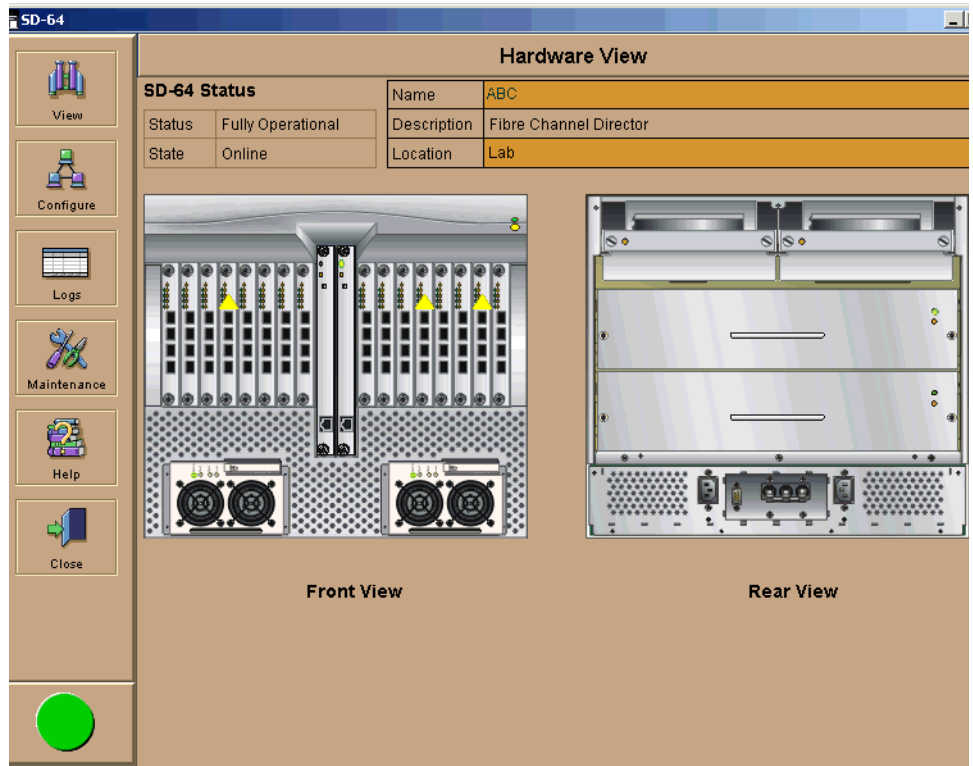 SD-64
Hardware View
View
Configure
Logs
Maintenance
Help
Close
SD-64 Status
Status Fully Operational
State Online
Name ABC
Description Fibre Channel Director
Location Lab
Front View
Rear View